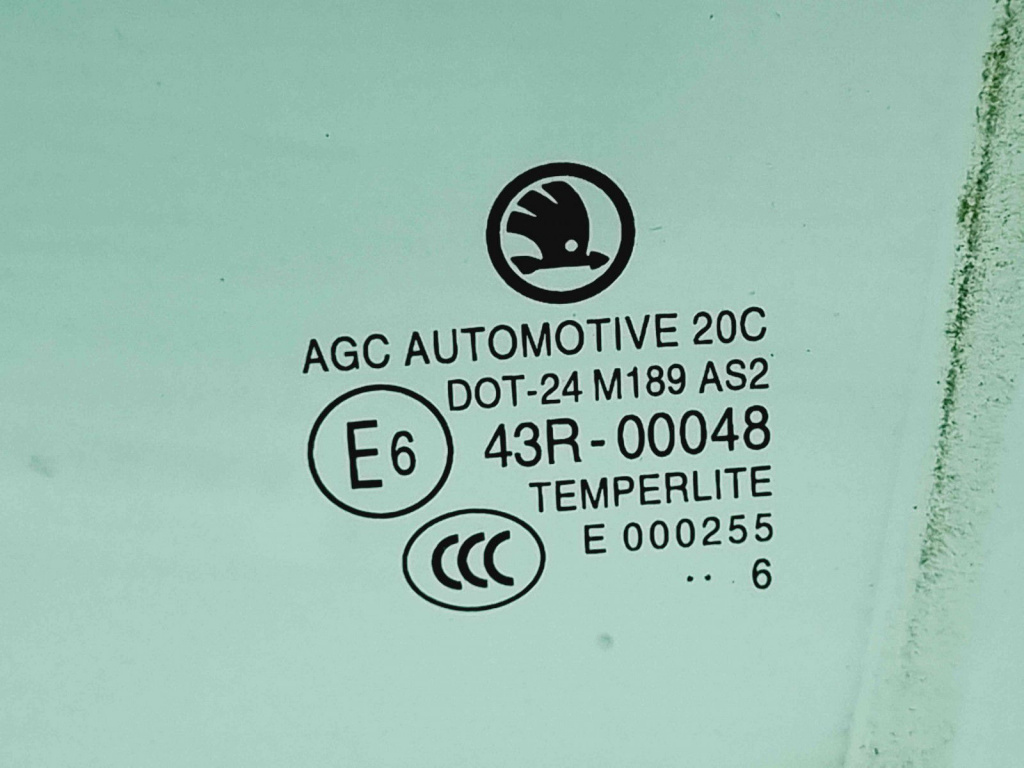 AGC AUTOMOTIVE 20C
DOT-24 M189 AS2
E6 43R-00048
TEMPERLITE
CCC E 000255
.. 6